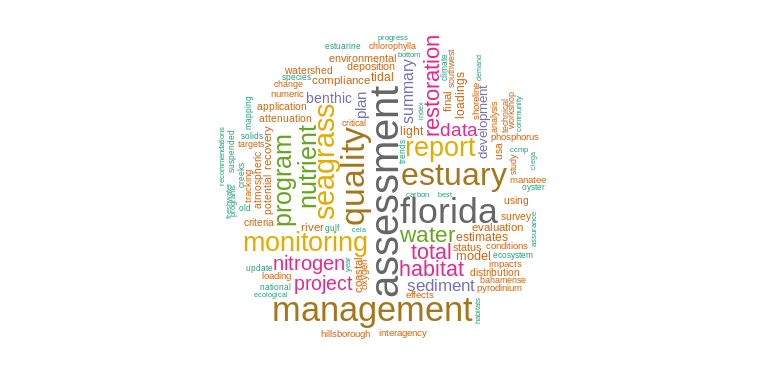 progress
estuarine
chlorophylla
bottom
environmental
deposition
watershed
species
compliance
tidal
change
numeric
benthic
plan
summary
restoration
climate
southwest
demand
loadings
final
index
shoreline
application
attenuation
critical
light
data
development
analysis
technical
workshop
community
phosphorus
mapping
solids
targets
recovery
potential
atmospheric
tracking
creeks
suspended
recommendations
freshwater
programs
old
criteria
program
nutrient
seagrass
quality
assessment
trends
report
usa
ccmp
study
ciega
estuary
manatee
oyster
carbon
best
using
florida
survey
assurance
river
gulf
ceia
water
evaluation
monitoring
total
estimates
status
conditions
model
ecosystem
update
nitrogen
year
coastal
oxygen
habitat
impacts
distribution
loading
national
project
sediment
bahamense
pyrodinium
ecological
effects
management
habitats
hillsborough
interagency